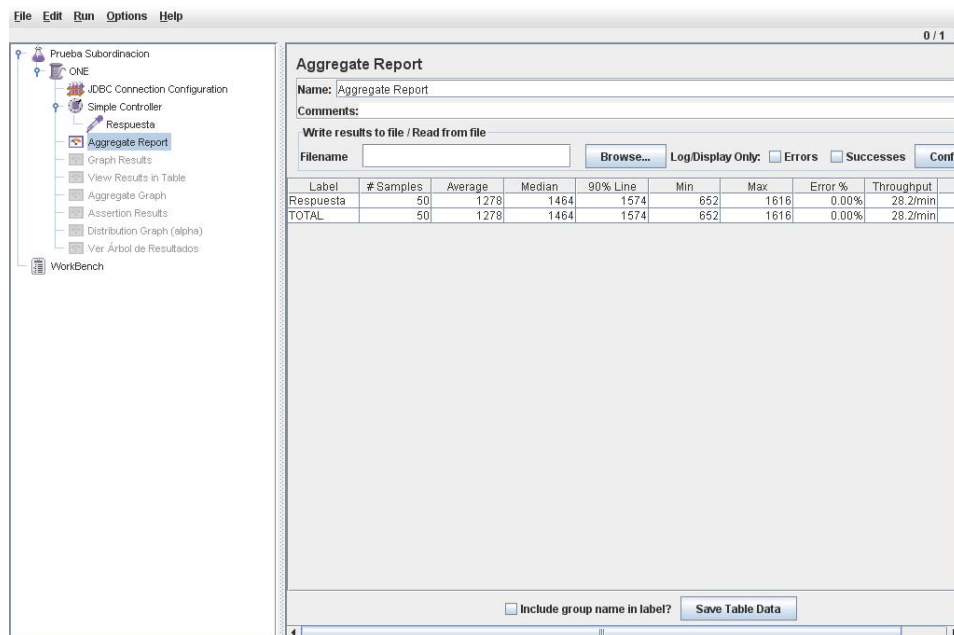 File Edit Run Options Help
0 / 1
Prueba Subordinacion
ONE
JDBC Connection Configuration
Simple Controller
Respuesta
Aggregate Report
Graph Results
View Results in Table
Aggregate Graph
Assertion Results
Distribution Graph (alpha)
Ver Árbol de Resultados
WorkBench
Aggregate Report
Name: Aggregate Report
Comments:
Write results to file / Read from file
Filename Browse... Log/Display Only: Errors Successes Conf
Label # Samples Average Median 90% Line Min Max Error % Throughput
Respuesta 50 1278 1464 1574 652 1616 0.00% 28.2/min
TOTAL 50 1278 1464 1574 652 1616 0.00% 28.2/min
Include group name in label? Save Table Data